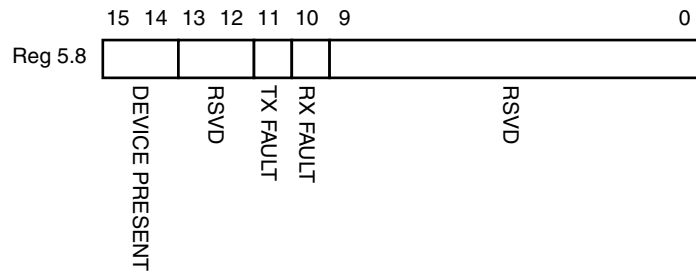 15 14 13 12 11 10 9 0
Reg 5.8
DEVICE PRESENT
RSVD
TX FAULT
RX FAULT
RSVD